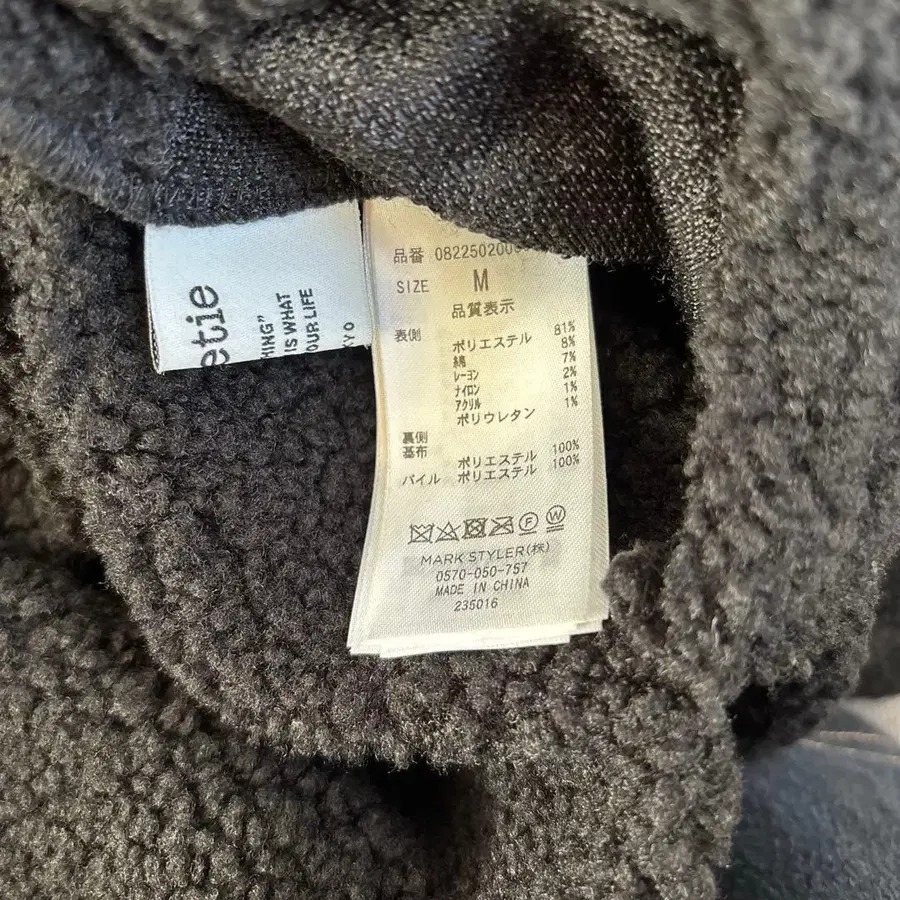 etie
HING"
IS WHAT
OUR LIFE
KYO
品番 0822502000
SIZE M
品質表示
表側
ポリエステル 81%
綿 8%
レーヨン 7%
ナイロン 2%
アクリル 1%
ポリウレタン 1%
裏側
基布 ポリエステル 100%
パイル ポリエステル 100%
F W
MARK STYLER(株)
0570-050-757
MADE IN CHINA
235016